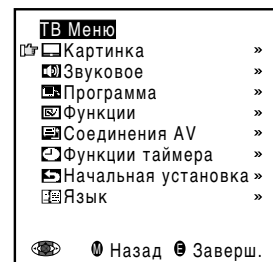 ТВ Меню
Картинка »
Звуковое »
Программа »
Функции »
Соединения AV »
Функции таймера »
Начальная установка »
Язык »
M Назад E Заверш.